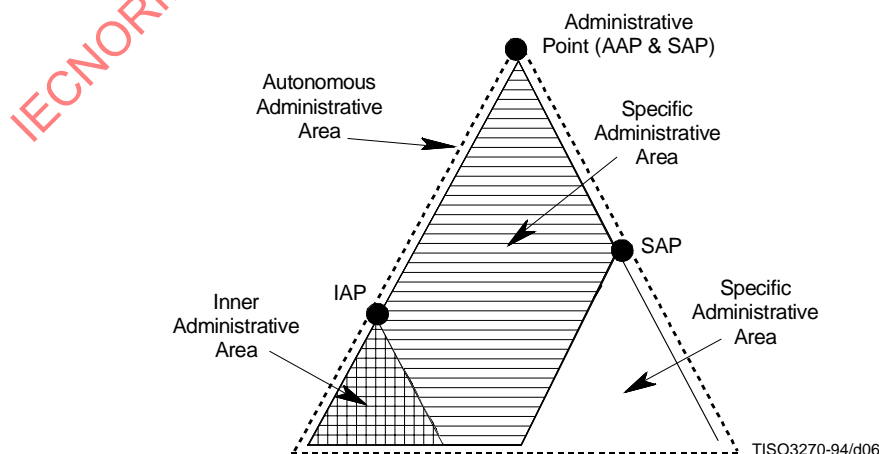 Administrative
Point (AAP & SAP)
Autonomous
Administrative
Area
Specific
Administrative
Area
SAP
IAP
Inner
Administrative
Area
Specific
Administrative
Area
TISO3270-94/d06